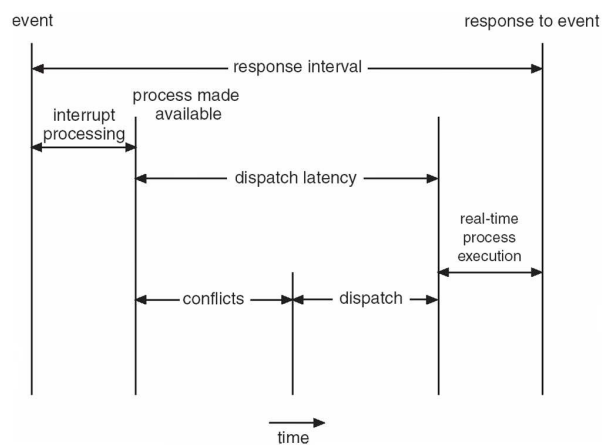 event
response to event
response interval
process made
available
interrupt
processing
dispatch latency
real-time
process
execution
conflicts
dispatch
time